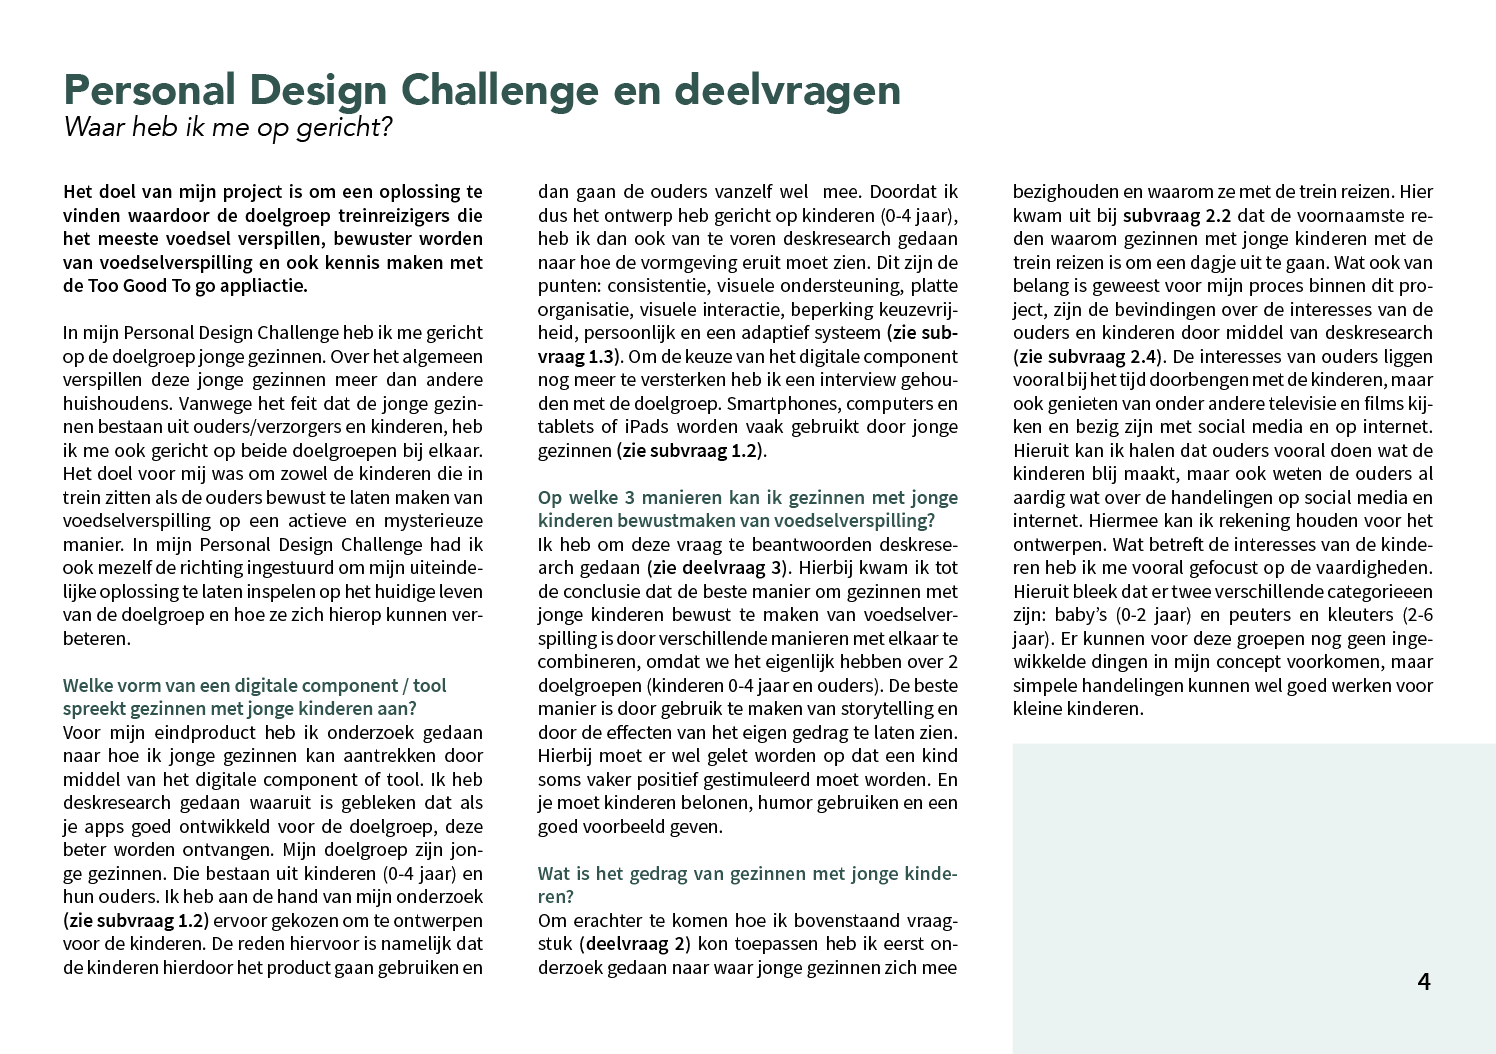 Personal Design Challenge en deelvragen
Waar heb ik me op gericht?
Het doel van mijn project is om een oplossing te
vinden waardoor de doelgroep treinreizigers die
het meeste voedsel verspillen, bewuster worden
van voedselverspilling en ook kennis maken met
de Too Good To go appliactie.
In mijn Personal Design Challenge heb ik me gericht
op de doelgroep jonge gezinnen. Over het algemeen
verspillen deze jonge gezinnen meer dan andere
huishoudens. Vanwege het feit dat de jonge gezin-
nen bestaan uit ouders/verzorgers en kinderen, heb
ik me ook gericht op beide doelgroepen bij elkaar.
Het doel voor mij was om zowel de kinderen die in
trein zitten als de ouders bewust te laten maken van
voedselverspilling op een actieve en mysterieuze
manier. In mijn Personal Design Challenge had ik
ook mezelf de richting ingestuurd om mijn uiteinde-
lijke oplossing te laten inspelen op het huidige leven
van de doelgroep en hoe ze zich hierop kunnen ver-
beteren.
Welke vorm van een digitale component / tool
spreekt gezinnen met jonge kinderen aan?
Voor mijn eindproduct heb ik onderzoek gedaan
naar hoe ik jonge gezinnen kan aantrekken door
middel van het digitale component of tool. Ik heb
deskresearch gedaan waaruit is gebleken dat als
je apps goed ontwikkeld voor de doelgroep, deze
beter worden ontvangen. Mijn doelgroep zijn jon-
ge gezinnen. Die bestaan uit kinderen (0-4 jaar) en
hun ouders. Ik heb aan de hand van mijn onderzoek
(zie subvraag 1.2) ervoor gekozen om te ontwerpen
voor de kinderen. De reden hiervoor is namelijk dat
de kinderen hierdoor het product gaan gebruiken en
dan gaan de ouders vanzelf wel mee. Doordat ik
dus het ontwerp heb gericht op kinderen (0-4 jaar),
heb ik dan ook van te voren deskresearch gedaan
naar hoe de vormgeving eruit moet zien. Dit zijn de
punten: consistentie, visuele ondersteuning, platte
organisatie, visuele interactie, beperking keuzevrij-
heid, persoonlijk en een adaptief systeem (zie sub-
vraag 1.3). Om de keuze van het digitale component
nog meer te versterken heb ik een interview gehou-
den met de doelgroep. Smartphones, computers en
tablets of iPads worden vaak gebruikt door jonge
gezinnen (zie subvraag 1.2).
Op welke 3 manieren kan ik gezinnen met jonge
kinderen bewustmaken van voedselverspilling?
Ik heb om deze vraag te beantwoorden deskrese-
arch gedaan (zie deelvraag 3). Hierbij kwam ik tot
de conclusie dat de beste manier om gezinnen met
jonge kinderen bewust te maken van voedselver-
spilling is door verschillende manieren met elkaar te
combineren, omdat we het eigenlijk hebben over 2
doelgroepen (kinderen 0-4 jaar en ouders). De beste
manier is door gebruik te maken van storytelling en
door de effecten van het eigen gedrag te laten zien.
Hierbij moet er wel gelet worden op dat een kind
soms vaker positief gestimuleerd moet worden. En
je moet kinderen belonen, humor gebruiken en een
goed voorbeeld geven.
Wat is het gedrag van gezinnen met jonge kinde-
ren?
Om erachter te komen hoe ik bovenstaand vraag-
stuk (deelvraag 2) kon toepassen heb ik eerst on-
derzoek gedaan naar waar jonge gezinnen zich mee
bezighouden en waarom ze met de trein reizen. Hier
kwam uit bij subvraag 2.2 dat de voornaamste re-
den waarom gezinnen met jonge kinderen met de
trein reizen is om een dagje uit te gaan. Wat ook van
belang is geweest voor mijn proces binnen dit pro-
ject, zijn de bevindingen over de interesses van de
ouders en kinderen door middel van deskresearch
(zie subvraag 2.4). De interesses van ouders liggen
vooral bij het tijd doorbengen met de kinderen, maar
ook genieten van onder andere televisie en films kij-
ken en bezig zijn met social media en op internet.
Hieruit kan ik halen dat ouders vooral doen wat de
kinderen blij maakt, maar ook weten de ouders al
aardig wat over de handelingen op social media en
internet. Hiermee kan ik rekening houden voor het
ontwerpen. Wat betreft de interesses van de kinde-
ren heb ik me vooral gefocust op de vaardigheden.
Hieruit bleek dat er twee verschillende categorieeen
zijn: baby's (0-2 jaar) en peuters en kleuters (2-6
jaar). Er kunnen voor deze groepen nog geen inge-
wikkelde dingen in mijn concept voorkomen, maar
simpele handelingen kunnen wel goed werken voor
kleine kinderen.
4